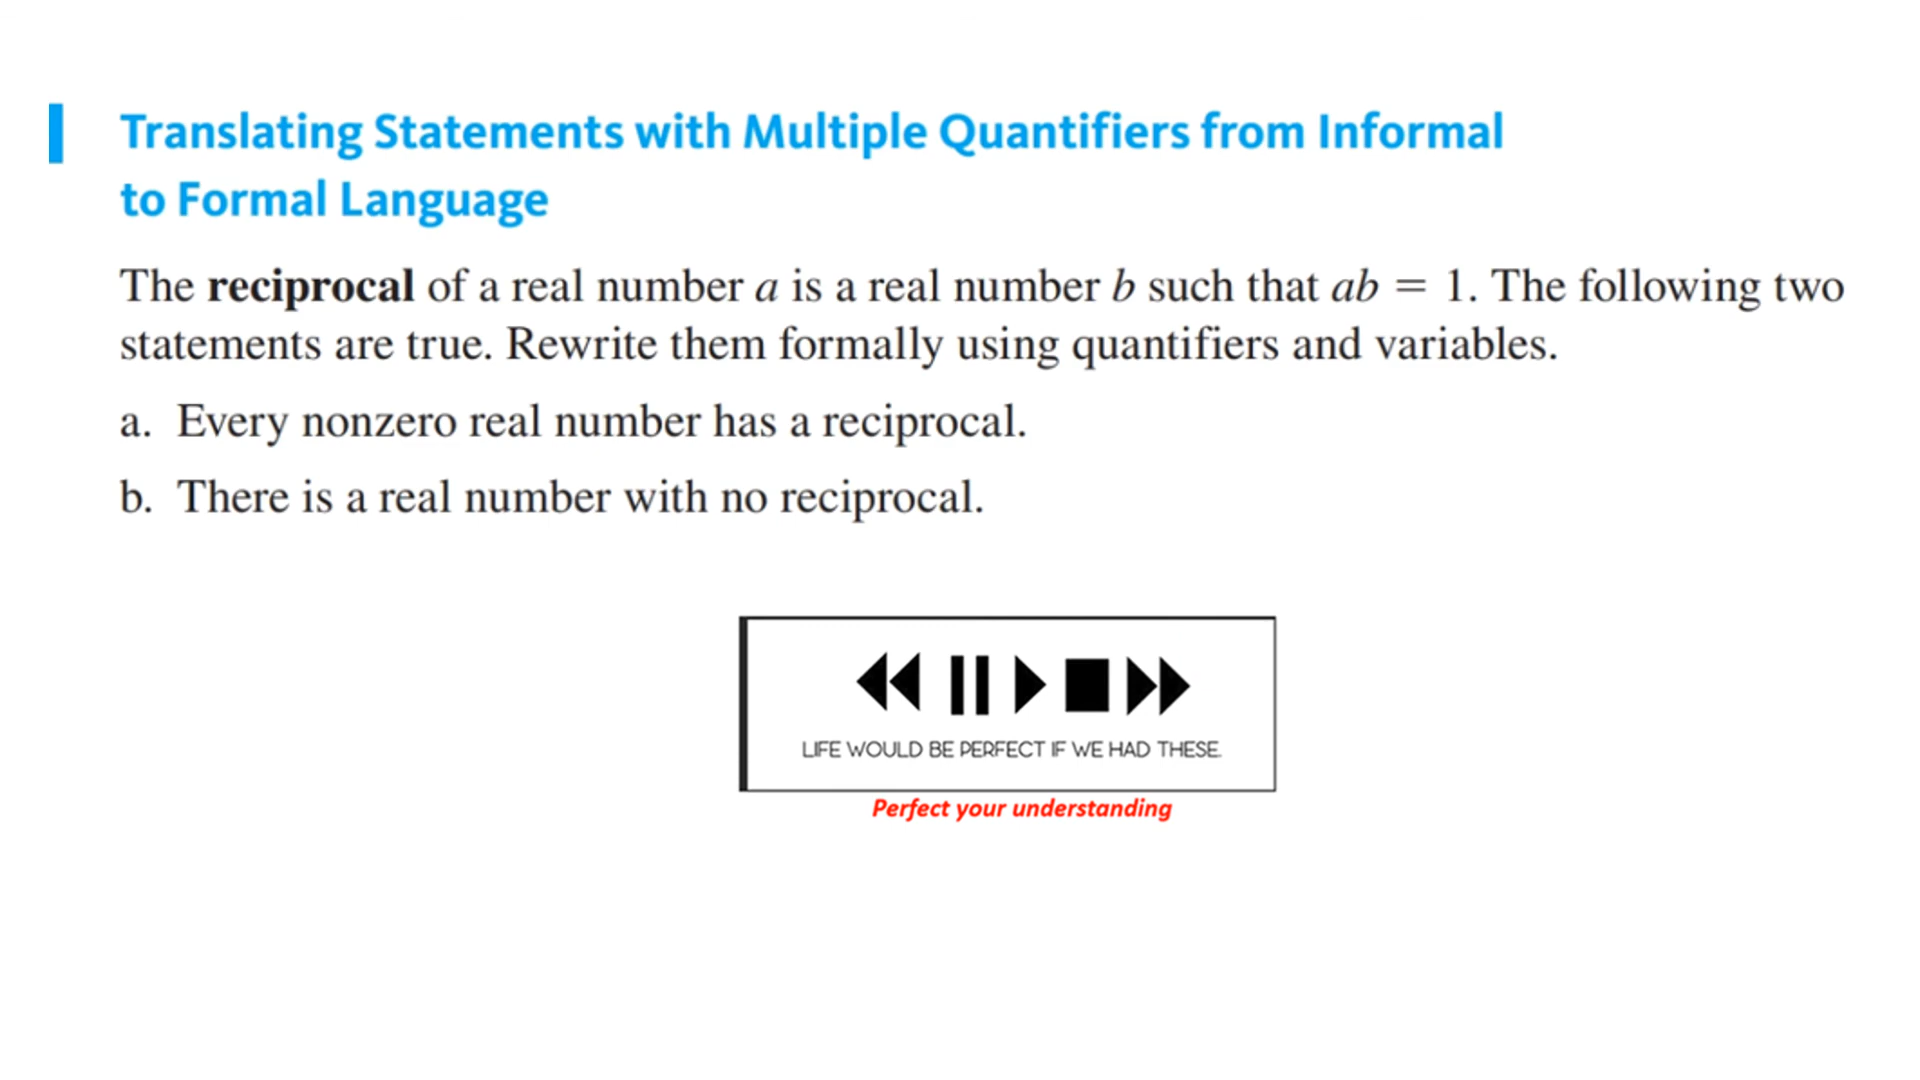 Translating Statements with Multiple Quantifiers from Informal
to Formal Language
The reciprocal of a real number a is a real number b such that ab = 1. The following two
statements are true. Rewrite them formally using quantifiers and variables.
a. Every nonzero real number has a reciprocal.
b. There is a real number with no reciprocal.
LIFE WOULD BE PERFECT IF WE HAD THESE.
Perfect your understanding